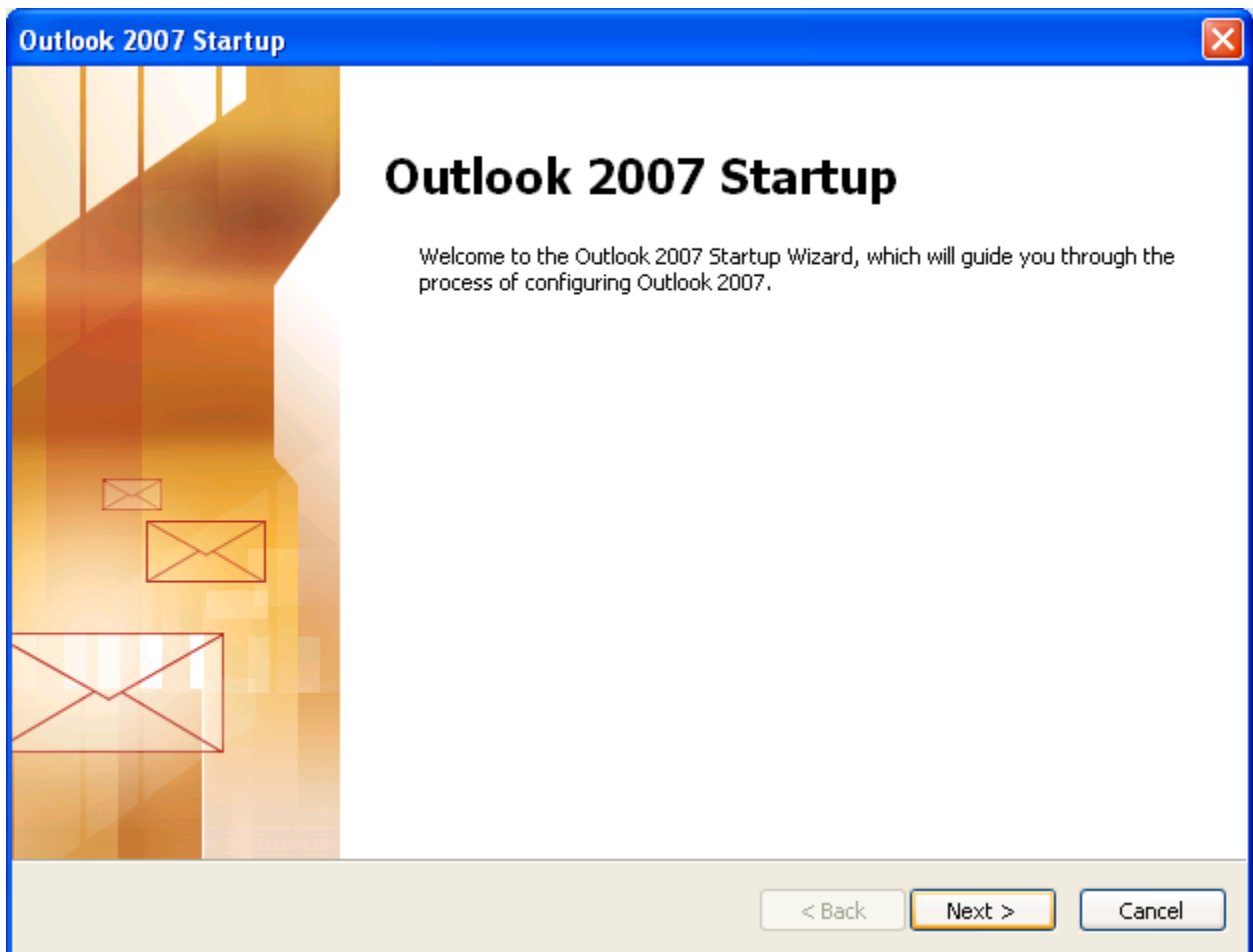 Outlook 2007 Startup
Outlook 2007 Startup
Welcome to the Outlook 2007 Startup Wizard, which will guide you through the
process of configuring Outlook 2007.
< Back Next > Cancel